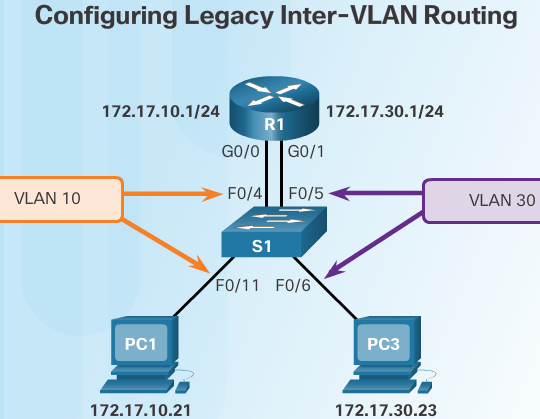 Configuring Legacy Inter-VLAN Routing
172.17.10.1/24
172.17.30.1/24
R1
G0/0
G0/1
VLAN 10
F0/4
F0/5
VLAN 30
S1
F0/11
F0/6
PC1
PC3
172.17.10.21
172.17.30.23